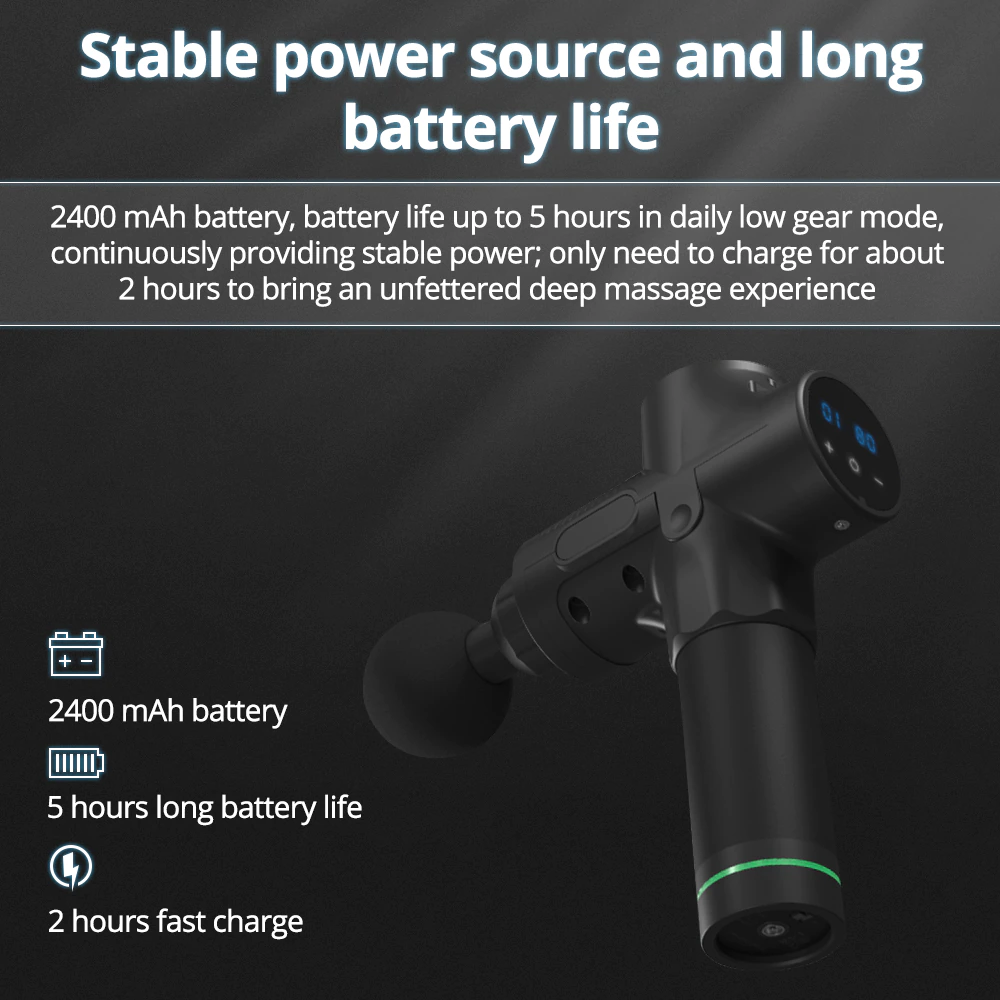 Stable power source and long
battery life
2400 mAh battery, battery life up to 5 hours in daily low gear mode,
continuously providing stable power; only need to charge for about
2 hours to bring an unfettered deep massage experience
01 80
+ -
+ -
2400 mAh battery
5 hours long battery life
2 hours fast charge